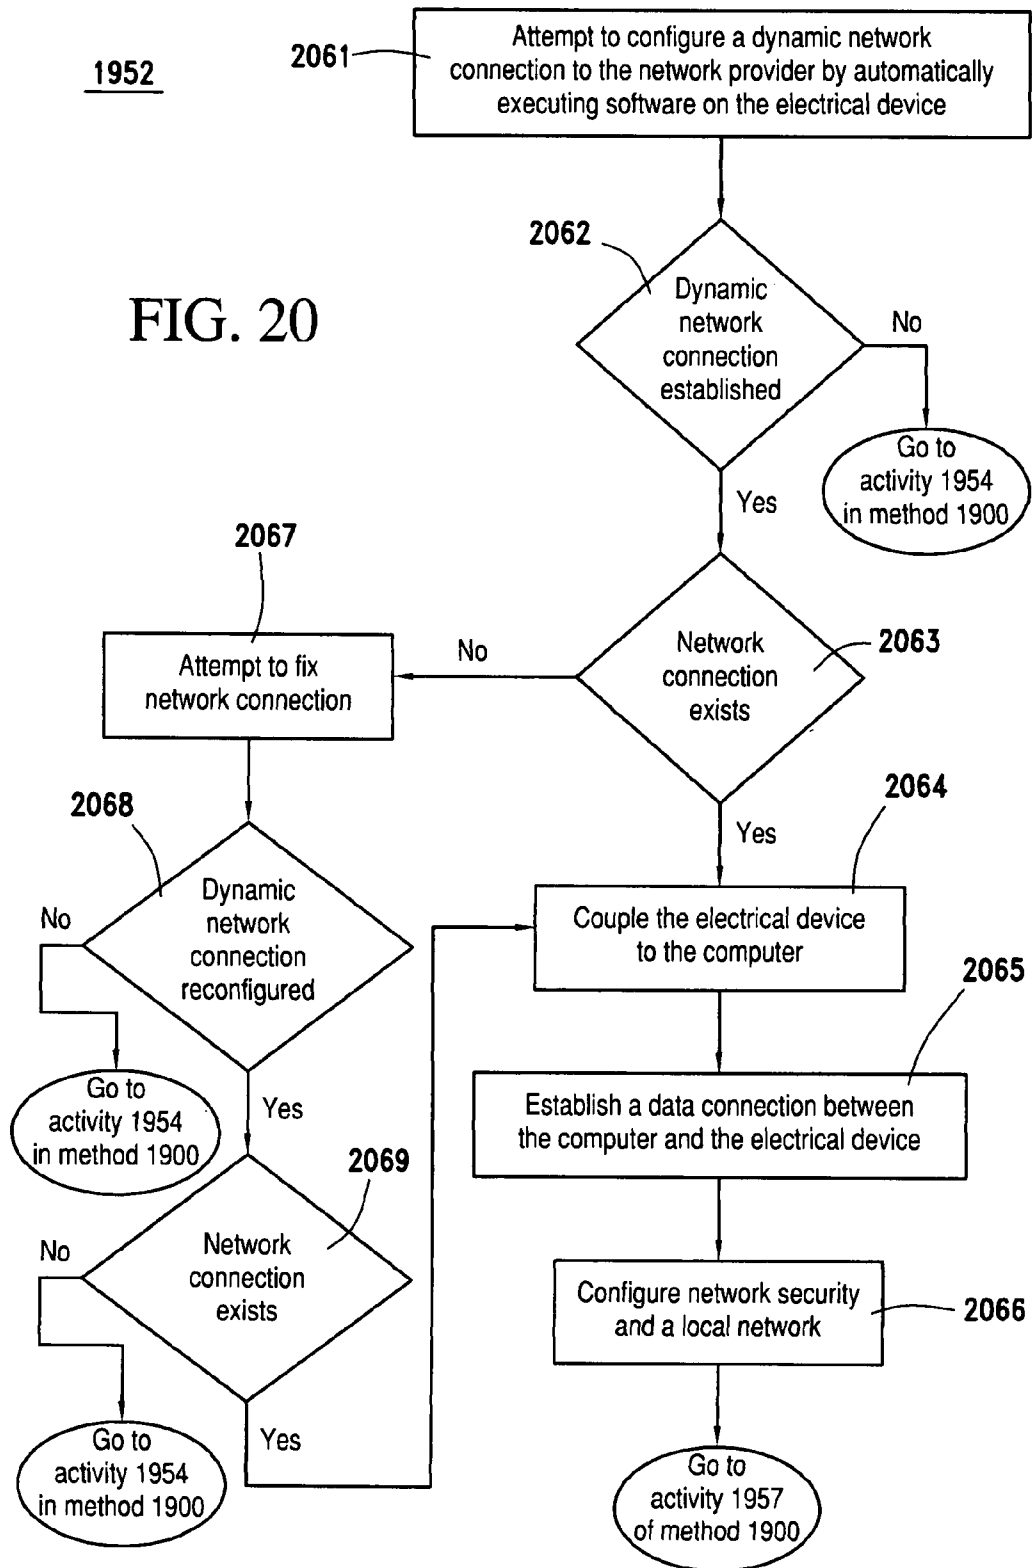 1952
2061
Attempt to configure a dynamic network
connection to the network provider by automatically
executing software on the electrical device
FIG. 20
2062
Dynamic
network
connection
established
No
Go to
activity 1954
in method 1900
Yes
2067
Attempt to fix
network connection
No
Network
connection
exists
2063
2068
Dynamic
network
connection
reconfigured
No
Go to
activity 1954
in method 1900
Yes
Yes
2064
Couple the electrical device
to the computer
2065
Establish a data connection between
the computer and the electrical device
2069
Network
connection
exists
No
Go to
activity 1954
in method 1900
Yes
Configure network security
and a local network
2066
Go to
activity 1957
of method 1900